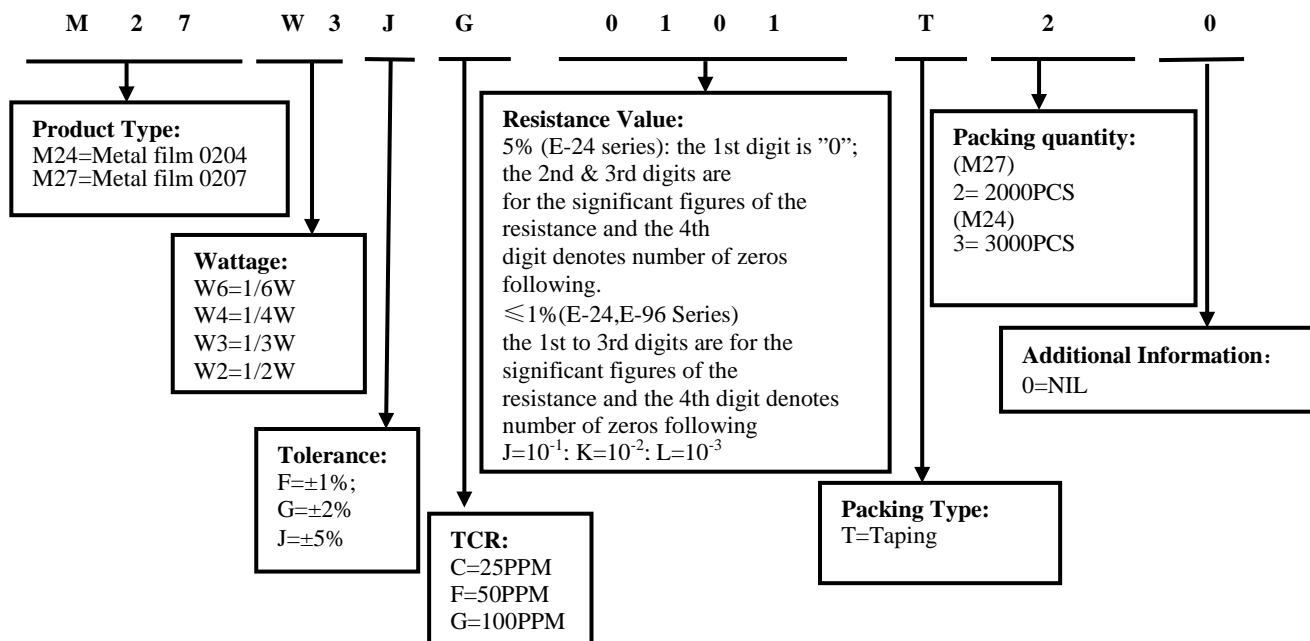 M 2 7 W 3 J G 0 1 0 1 T 2 0
Product Type:
M24=Metal film 0204
M27=Metal film 0207
Wattage:
W6=1/6W
W4=1/4W
W3=1/3W
W2=1/2W
Tolerance:
F=±1%;
G=±2%
J=±5%
TCR:
C=25PPM
F=50PPM
G=100PPM
Resistance Value:
5% (E-24 series): the 1st digit is ”0”;
the 2nd & 3rd digits are
for the significant figures of the
resistance and the 4th
digit denotes number of zeros
following.
≤1%(E-24,E-96 Series)
the 1st to 3rd digits are for the
significant figures of the
resistance and the 4th digit denotes
number of zeros following
J=10⁻¹; K=10⁻²; L=10⁻³
Packing Type:
T=Taping
Packing quantity:
(M27)
2= 2000PCS
(M24)
3= 3000PCS
Additional Information：
0=NIL